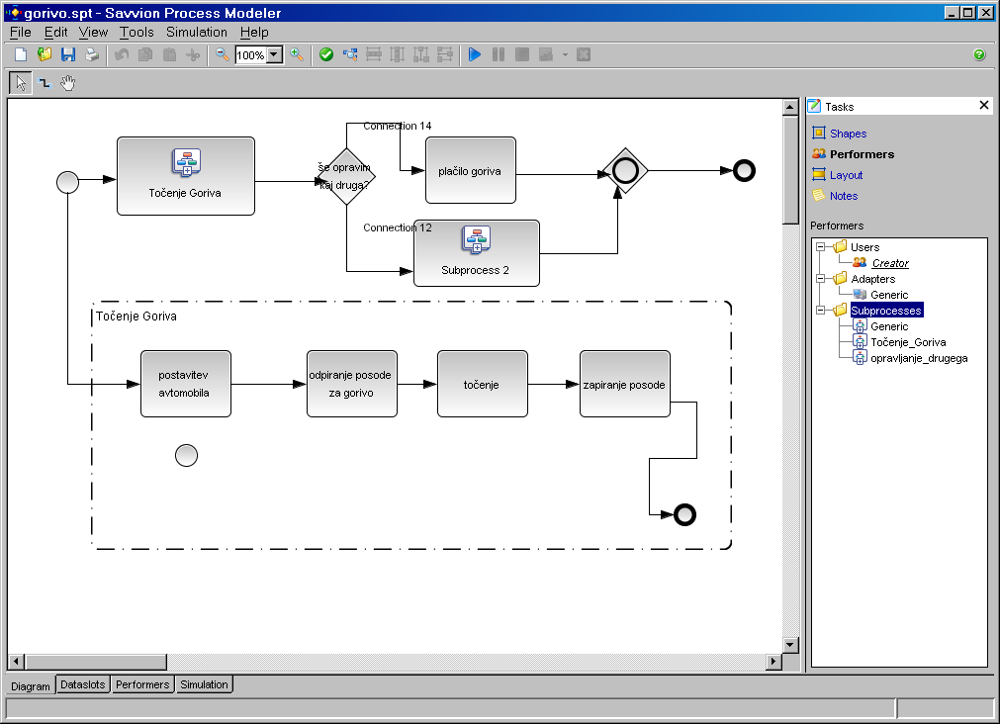 gorivo.spt - Savvion Process Modeler
File Edit View Tools Simulation Help
100%
Connection 14
še opravim
kaj druga?
Točenje Goriva
plačilo goriva
Connection 12
Subprocess 2
Točenje Goriva
postavitev
avtomobila
odpiranje posode
za gorivo
točenje
zapiranje posode
Tasks
Shapes
Performers
Layout
Notes
Performers
Users
Creator
Adapters
Generic
Subprocesses
Generic
Točenje_Goriva
opravljanje_drugega
Diagram Dataslots Performers Simulation